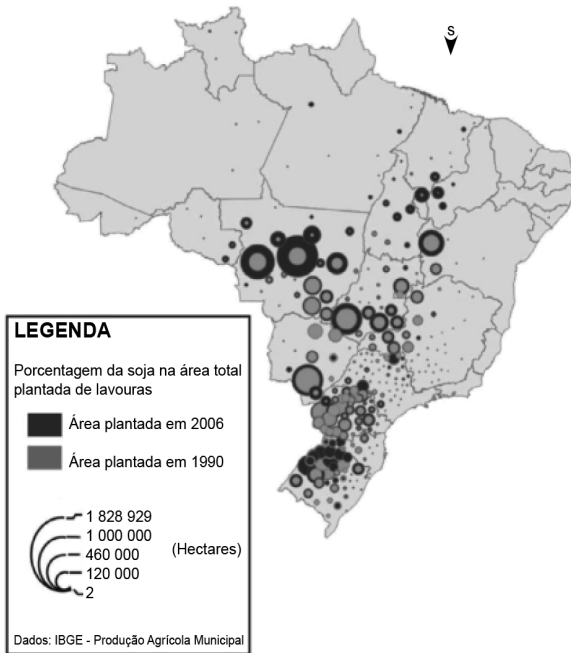 S
LEGENDA
Porcentagem da soja na área total
plantada de lavouras
Área plantada em 2006
Área plantada em 1990
1 828 929
1 000 000
460 000
120 000
2
(Hectares)
Dados: IBGE - Produção Agrícola Municipal